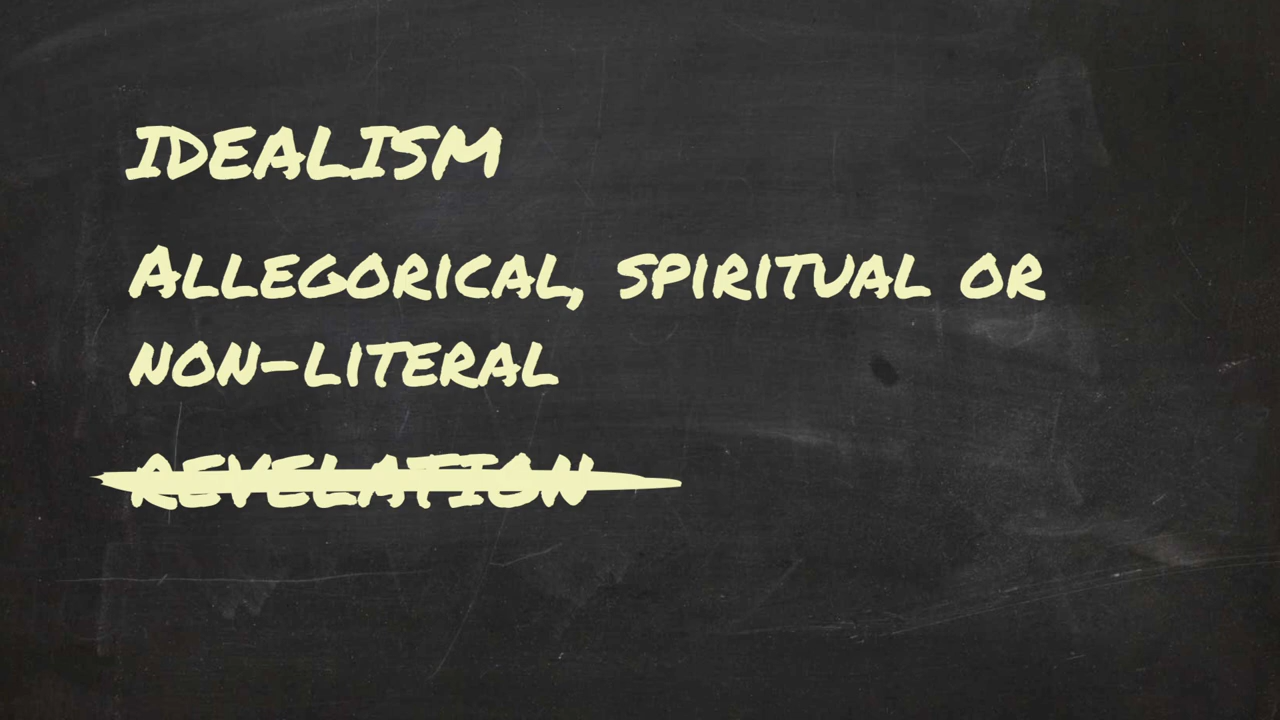 IDEALISM
ALLEGORICAL, SPIRITUAL OR
NON-LITERAL
REVELATION